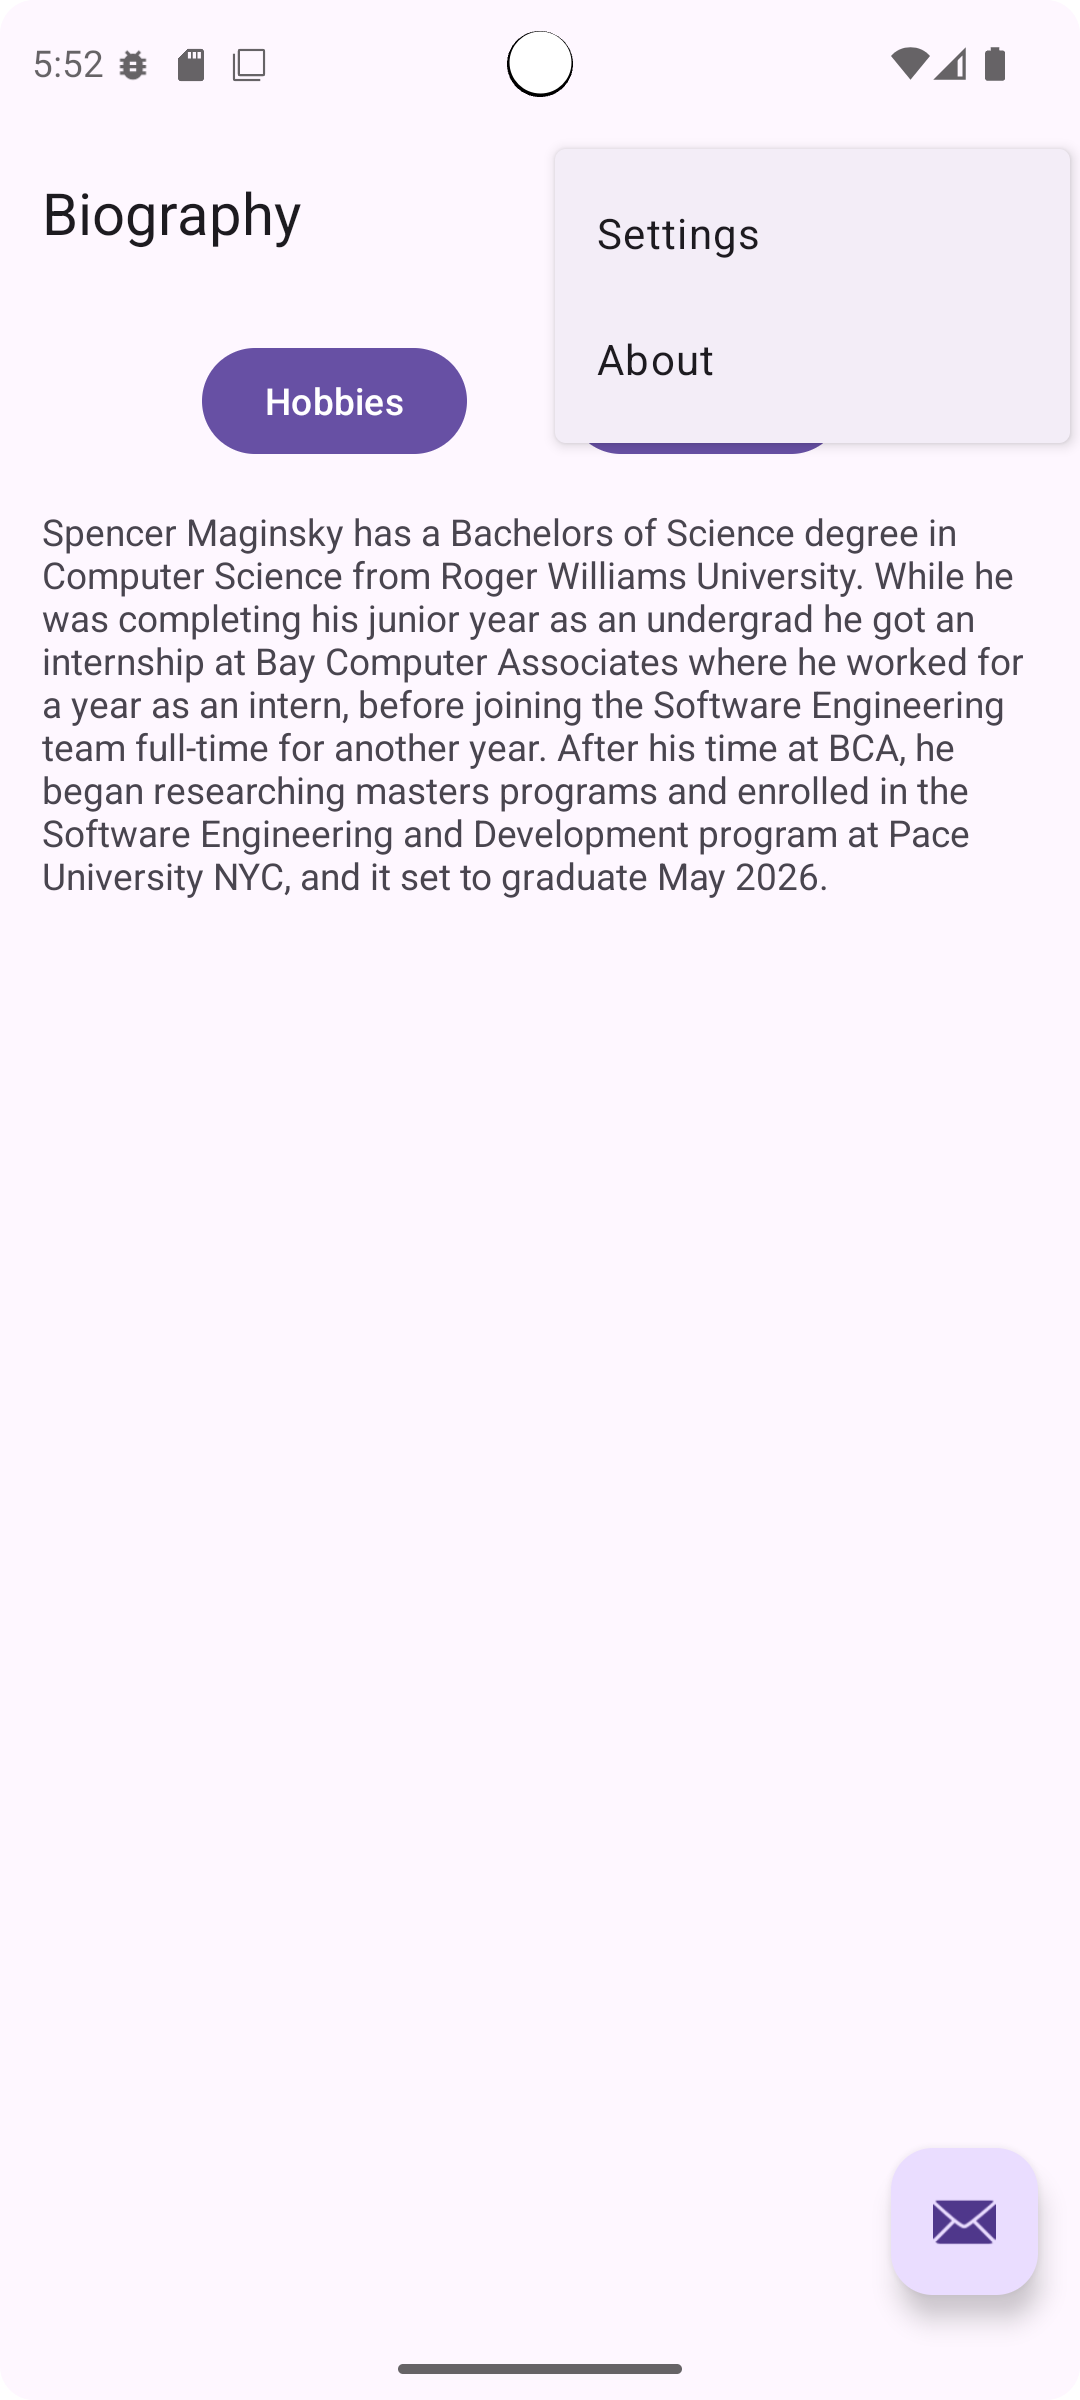 5:52
Biography
Settings
About
Hobbies
Spencer Maginsky has a Bachelors of Science degree in
Computer Science from Roger Williams University. While he
was completing his junior year as an undergrad he got an
internship at Bay Computer Associates where he worked for
a year as an intern, before joining the Software Engineering
team full-time for another year. After his time at BCA, he
began researching masters programs and enrolled in the
Software Engineering and Development program at Pace
University NYC, and it set to graduate May 2026.